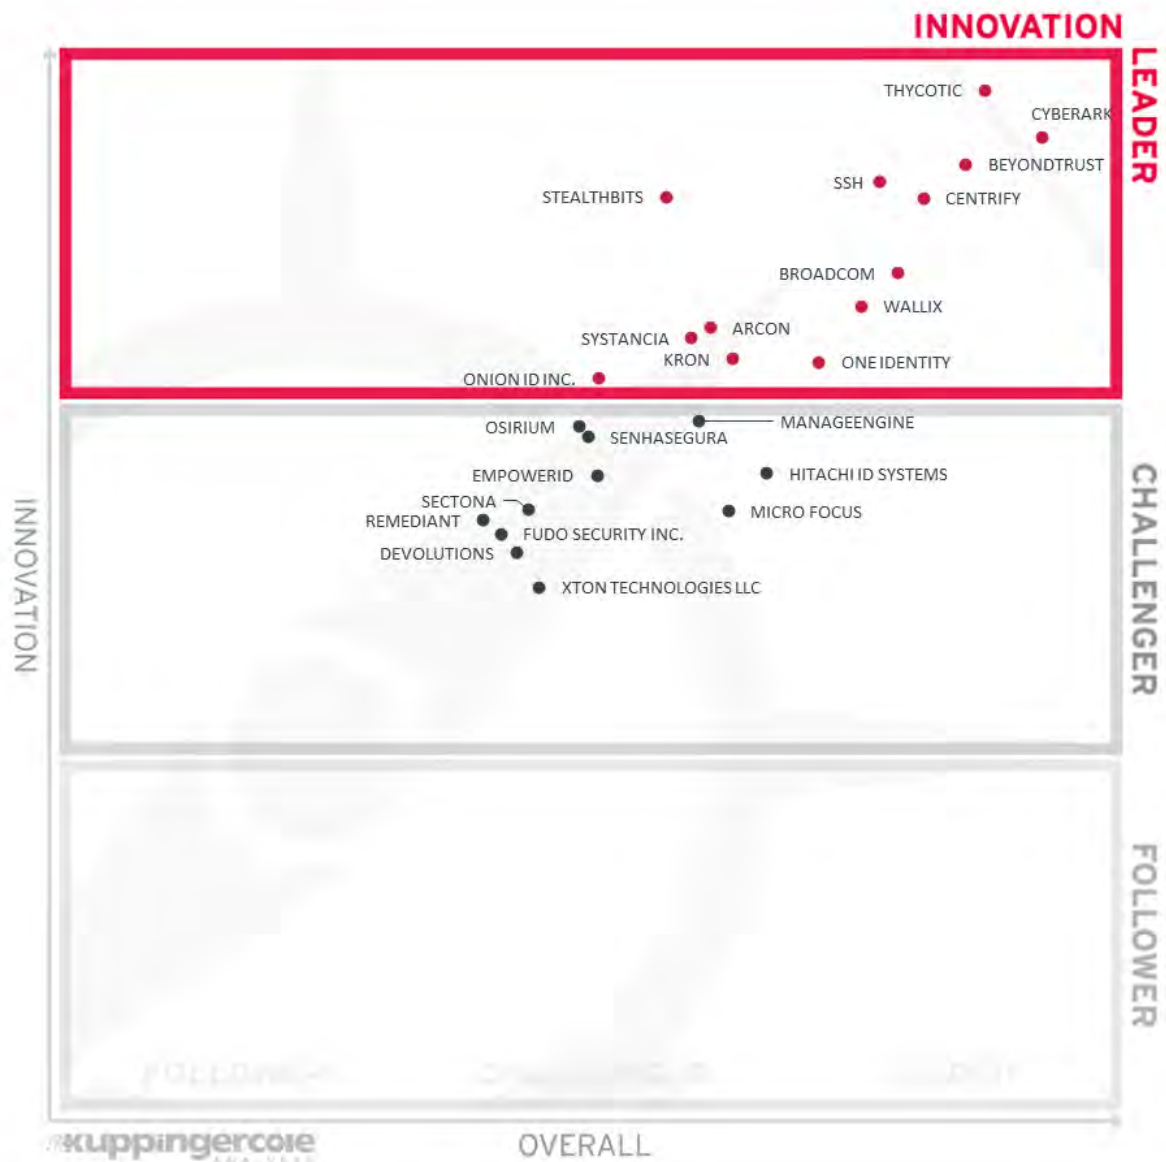 INNOVATION
LEADER
THYCOTIC
CYBERARK
BEYONDTRUST
SSH
STEALTHBITS
CENTRIFY
BROADCOM
WALLIX
ARCON
SYSTANCIA
KRON
ONE IDENTITY
ONION ID INC.
OSIRIUM
MANAGEENGINE
SENHASEGURA
EMPOWERID
HITACHI ID SYSTEMS
SECTONA
MICRO FOCUS
REMEDIANT
FUDO SECURITY INC.
DEVOLUTIONS
XTON TECHNOLOGIES LLC
CHALLENGER
INNOVATION
FOLLOWER
kuppingercole
OVERALL